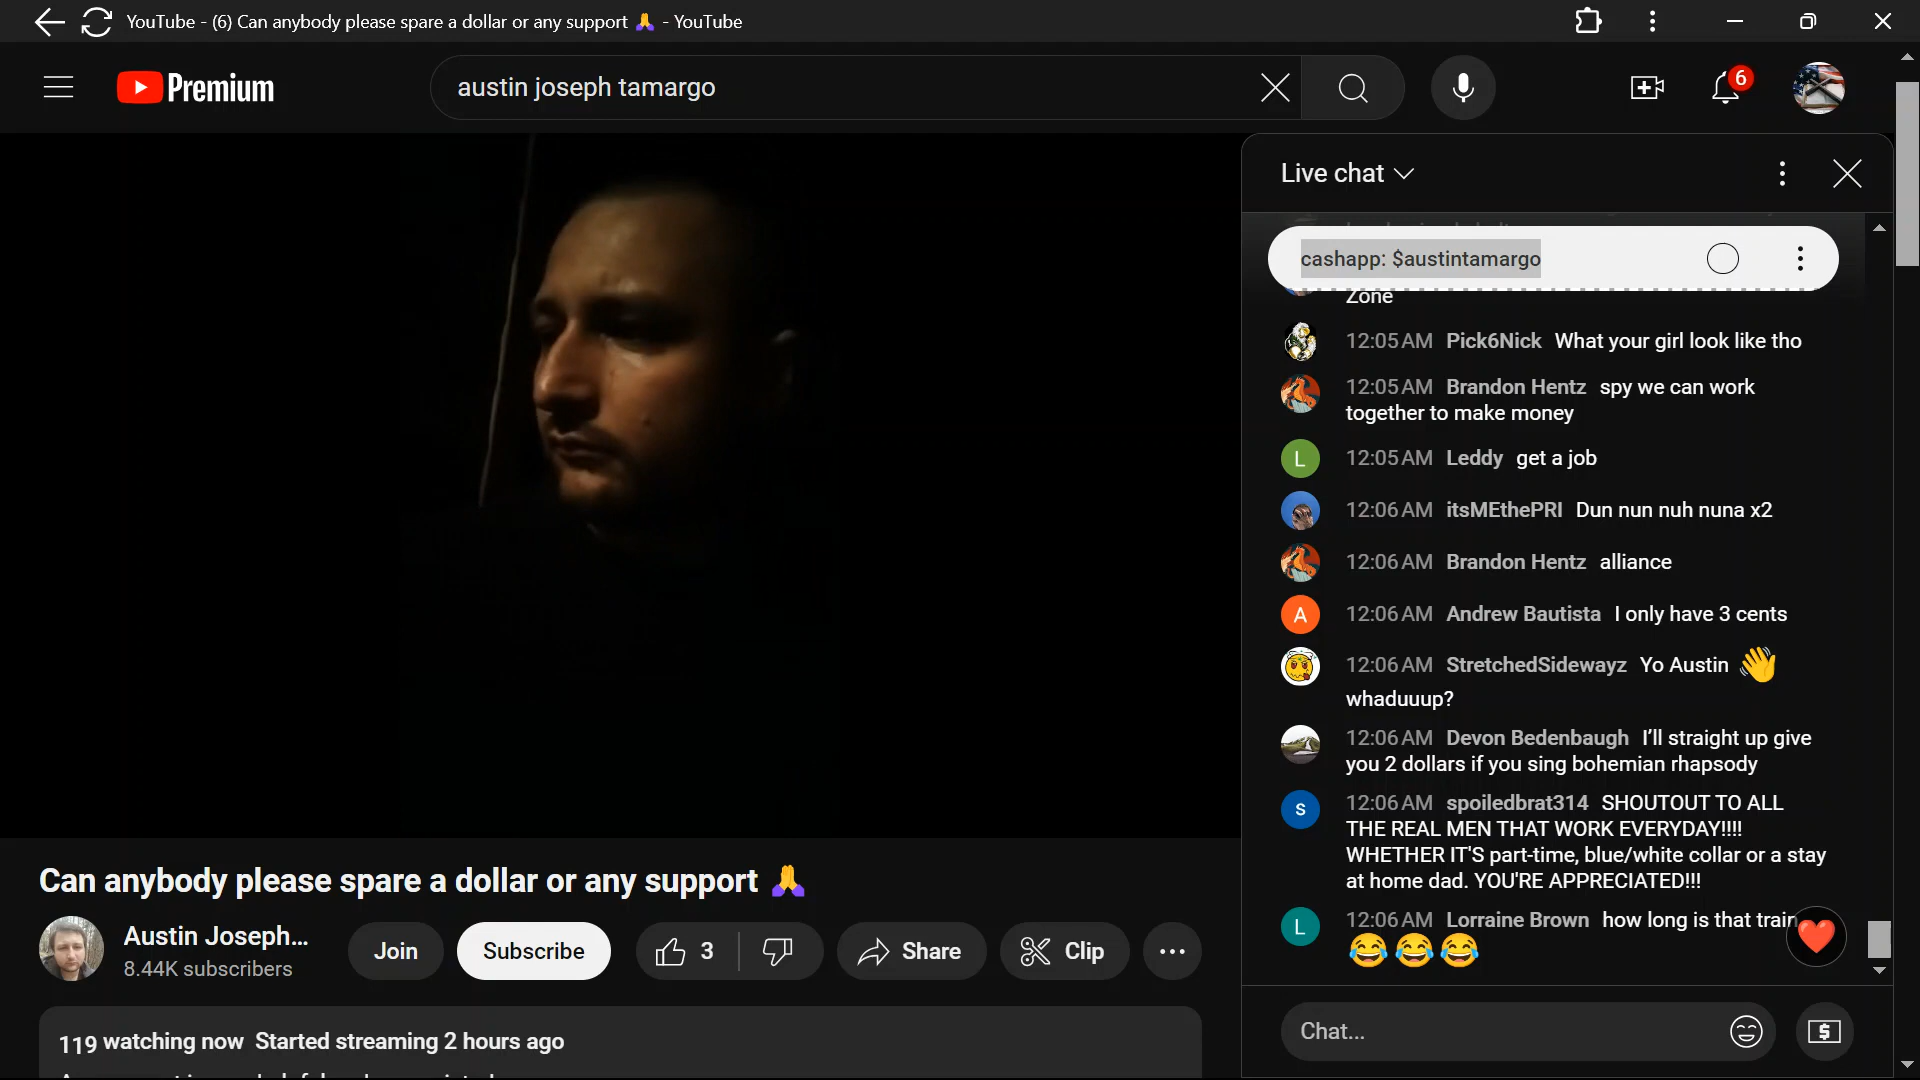 YouTube - (6) Can anybody please spare a dollar or any support 🙏 - YouTube
Premium
austin joseph tamargo
6
Live chat
cashapp: $austintamargo
Zone
12:05 AM Pick6Nick What your girl look like tho
12:05 AM Brandon Hentz spy we can work
together to make money
L
12:05 AM Leddy get a job
12:06 AM itsMEthePRI Dun nun nuh nuna x2
12:06 AM Brandon Hentz alliance
A
12:06 AM Andrew Bautista I only have 3 cents
12:06 AM StretchedSidewayz Yo Austin 👋
whaduuup?
12:06 AM Devon Bedenbaugh I'll straight up give
you 2 dollars if you sing bohemian rhapsody
S
12:06 AM spoiledbrat314 SHOUTOUT TO ALL
THE REAL MEN THAT WORK EVERYDAY!!!!
WHETHER IT'S part-time, blue/white collar or a stay
at home dad. YOU'RE APPRECIATED!!!
L
12:06 AM Lorraine Brown how long is that train
😂😂😂
Chat...
Can anybody please spare a dollar or any support 🙏
Austin Joseph...
8.44K subscribers
Join
Subscribe
3
Share
Clip
119 watching now Started streaming 2 hours ago